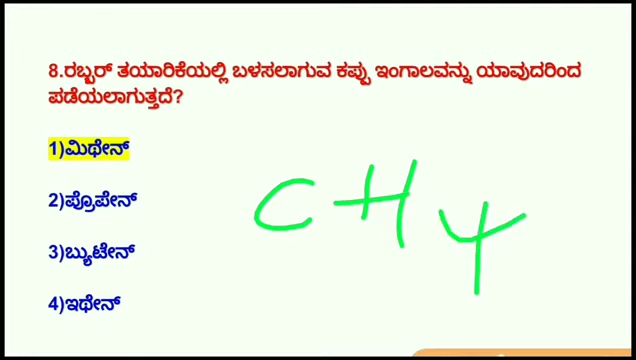 8.ರಬ್ಬರ್ ತಯಾರಿಕೆಯಲ್ಲಿ ಬಳಸಲಾಗುವ ಕಪ್ಪು ಇಂಗಾಲವನ್ನು ಯಾವುದರಿಂದ
ಪಡೆಯಲಾಗುತ್ತದೆ?
1)ಮಿಥೇನ್
2)ಪ್ರೊಪೇನ್
3)ಬ್ಯುಟೇನ್
4)ಇಥೇನ್
CH4